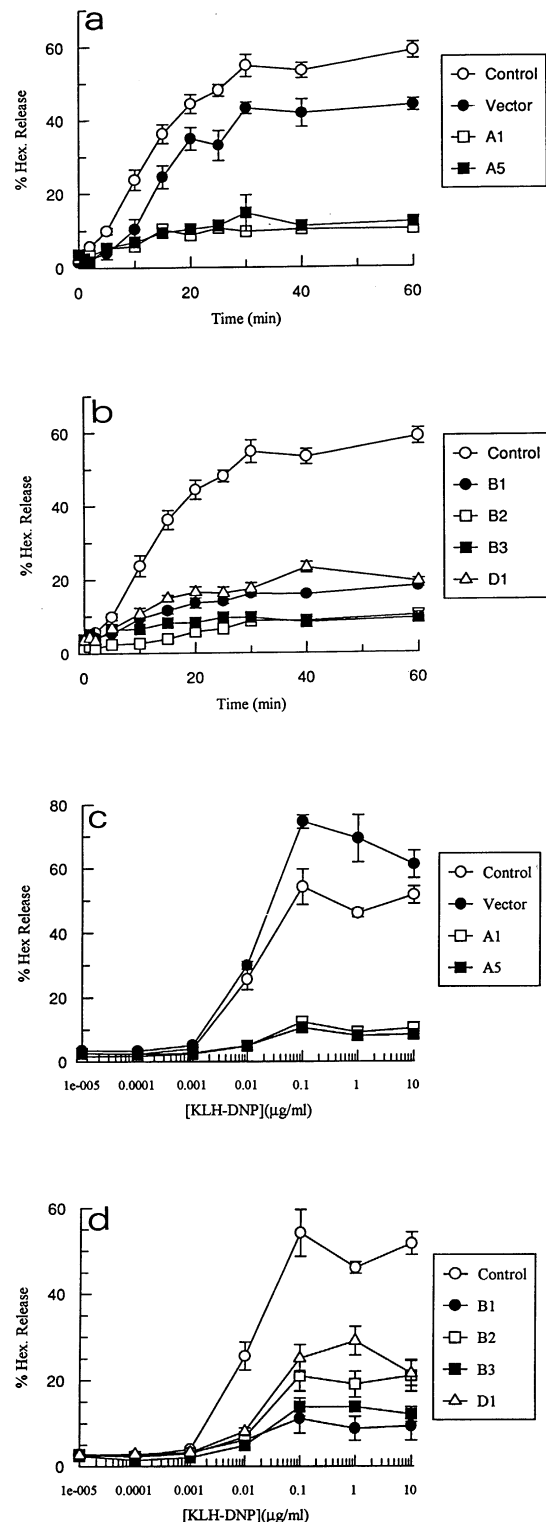 a
% Hex. Release
60
40
20
0
0
20
40
60
Time (min)
Control
Vector
A1
A5
b
% Hex. Release
60
40
20
0
0
20
40
60
Time (min)
Control
B1
B2
B3
D1
c
% Hex Release
80
60
40
20
0
1e-005
0.0001
0.001
0.01
0.1
1
10
[KLH-DNP](μg/ml)
Control
Vector
A1
A5
d
% Hex. Release
60
40
20
0
1e-005
0.0001
0.001
0.01
0.1
1
10
[KLH-DNP](μg/ml)
Control
B1
B2
B3
D1